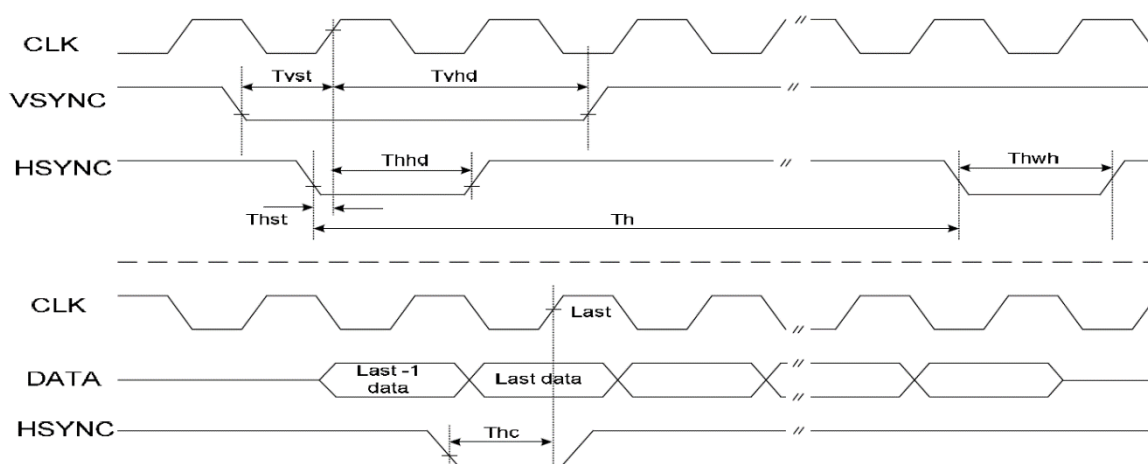 CLK
Tvst
Tvhd
VSYNC
HSYNC
Thhd
Thwh
Thst
Th
CLK
Last
DATA
Last -1
data
Last data
HSYNC
Thc